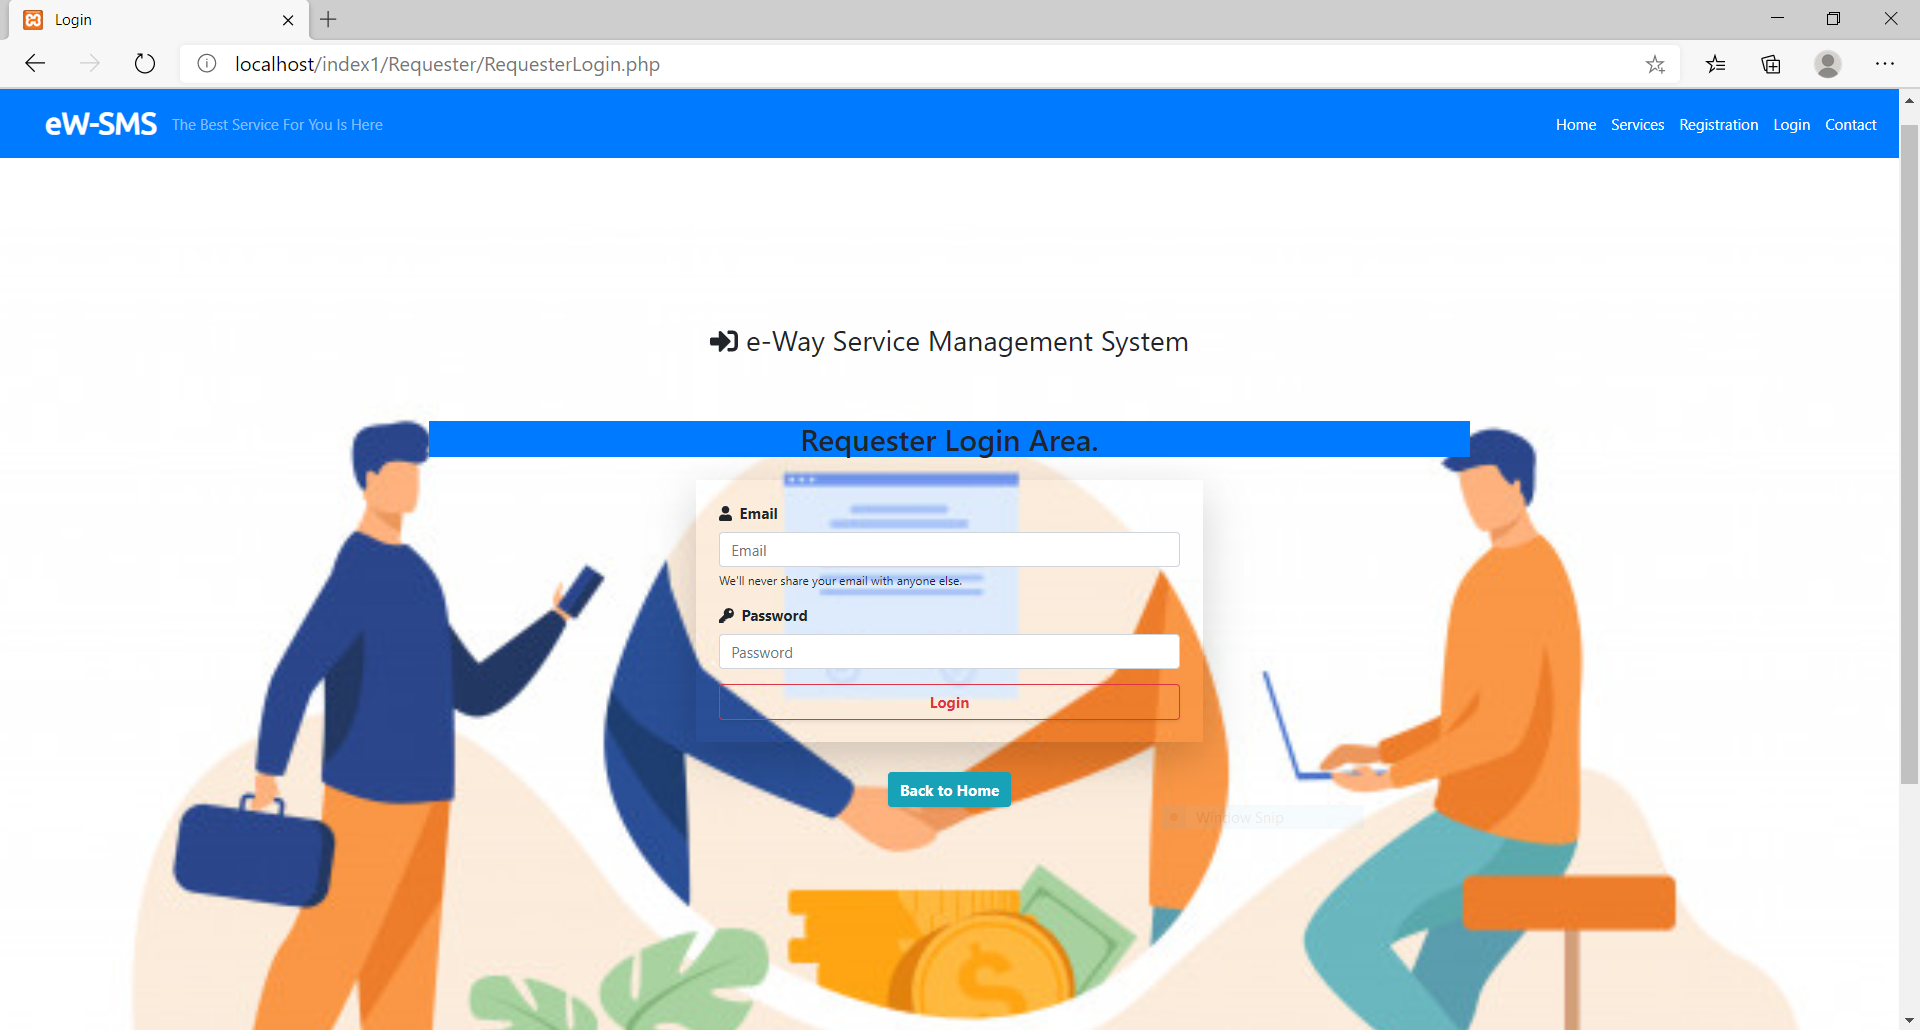 Login
localhost/index1/Requester/RequesterLogin.php
eW-SMS The Best Service For You Is Here Home Services Registration Login Contact
e-Way Service Management System
Requester Login Area.
Email
Email
We'll never share your email with anyone else.
Password
Password
Login
Back to Home
Window Snip